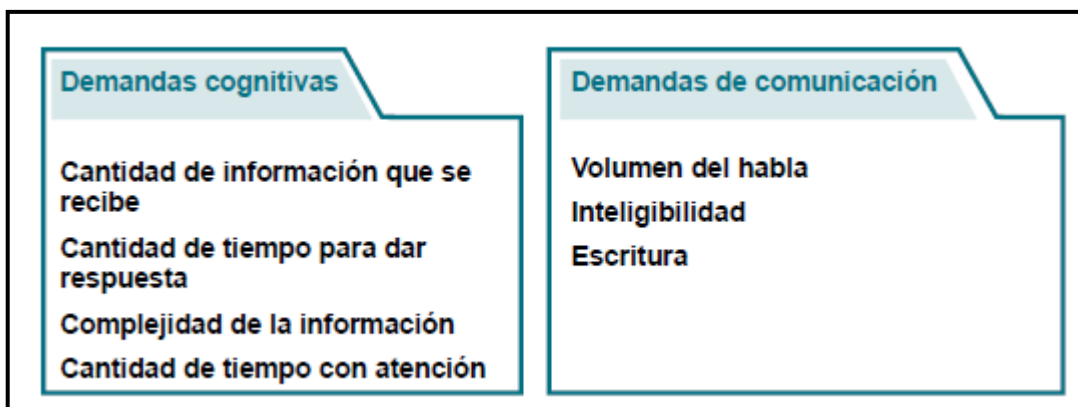 Demandas cognitivas
Cantidad de información que se
recibe
Cantidad de tiempo para dar
respuesta
Complejidad de la información
Cantidad de tiempo con atención
Demandas de comunicación
Volumen del habla
Inteligibilidad
Escritura